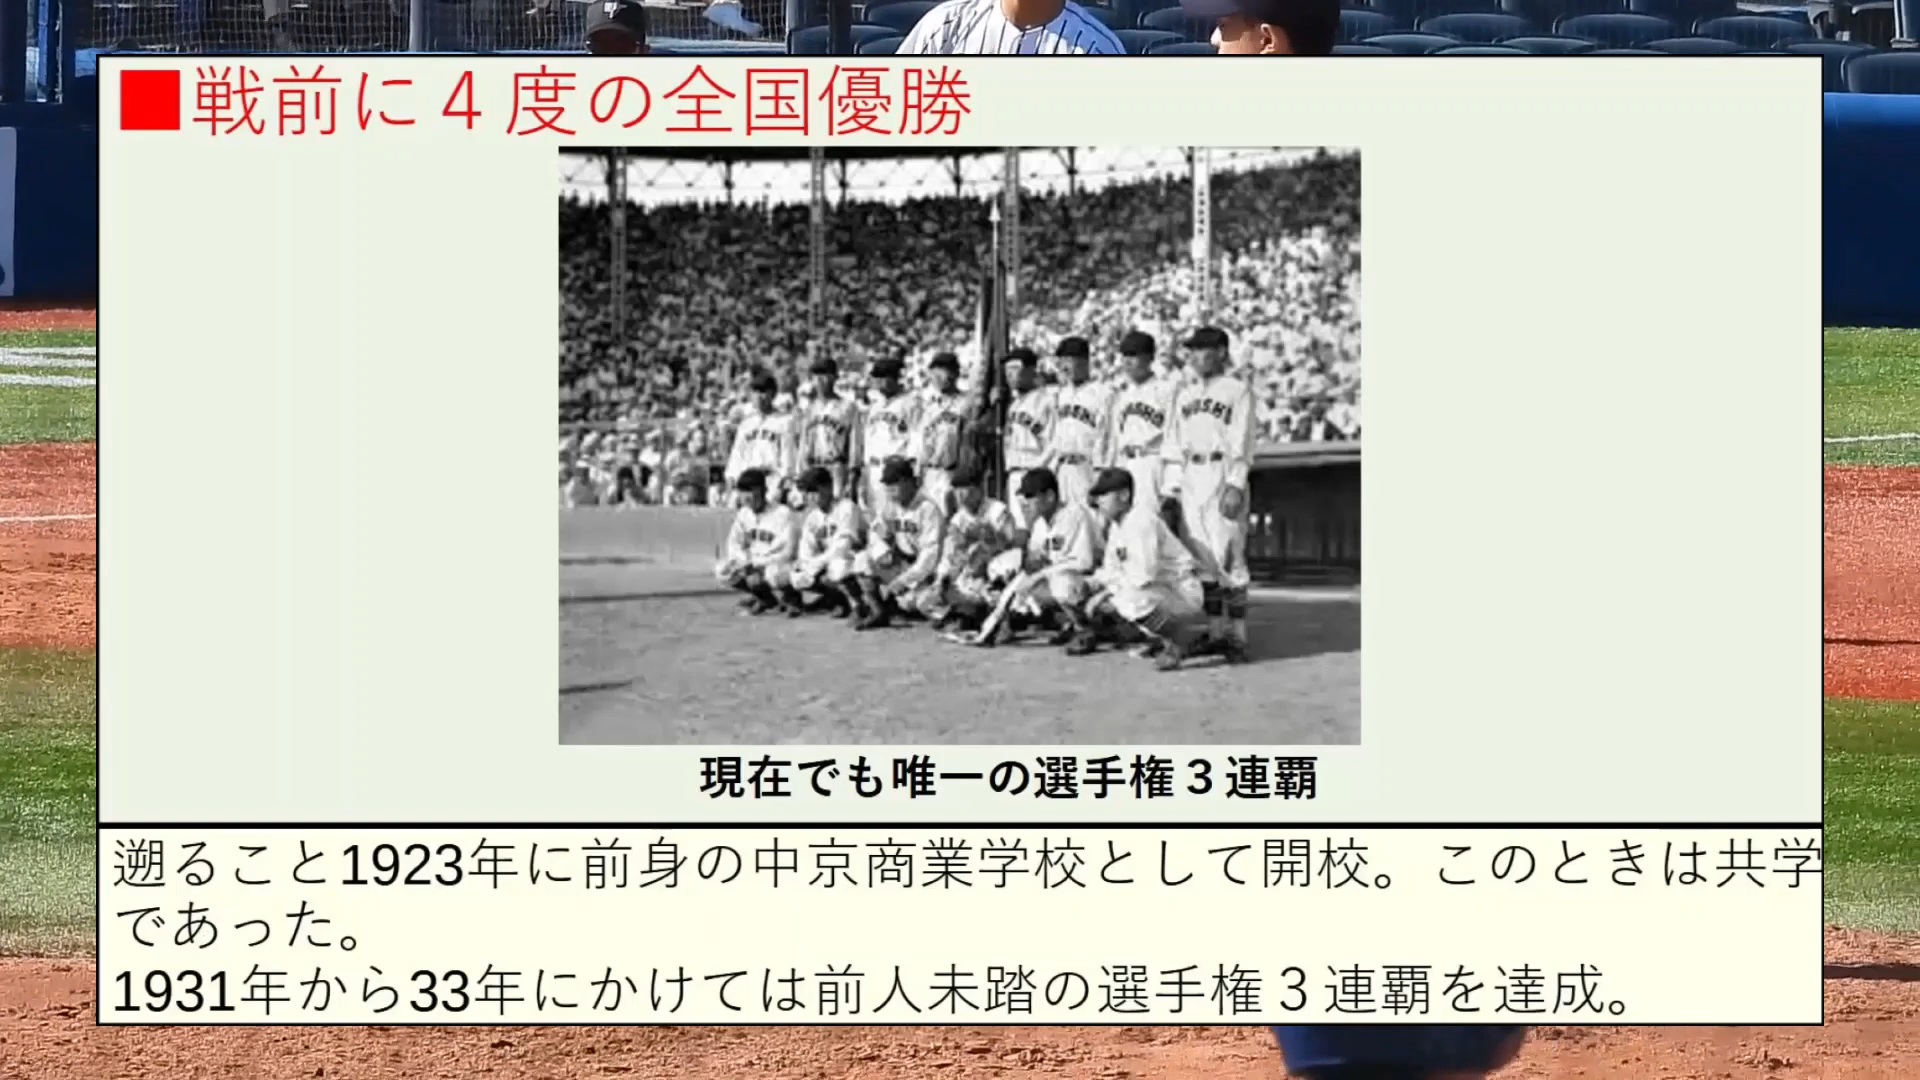 ■戦前に４度の全国優勝
現在でも唯一の選手権３連覇
遡ること1923年に前身の中京商業学校として開校。このときは共学
であった。
1931年から33年にかけては前人未踏の選手権３連覇を達成。